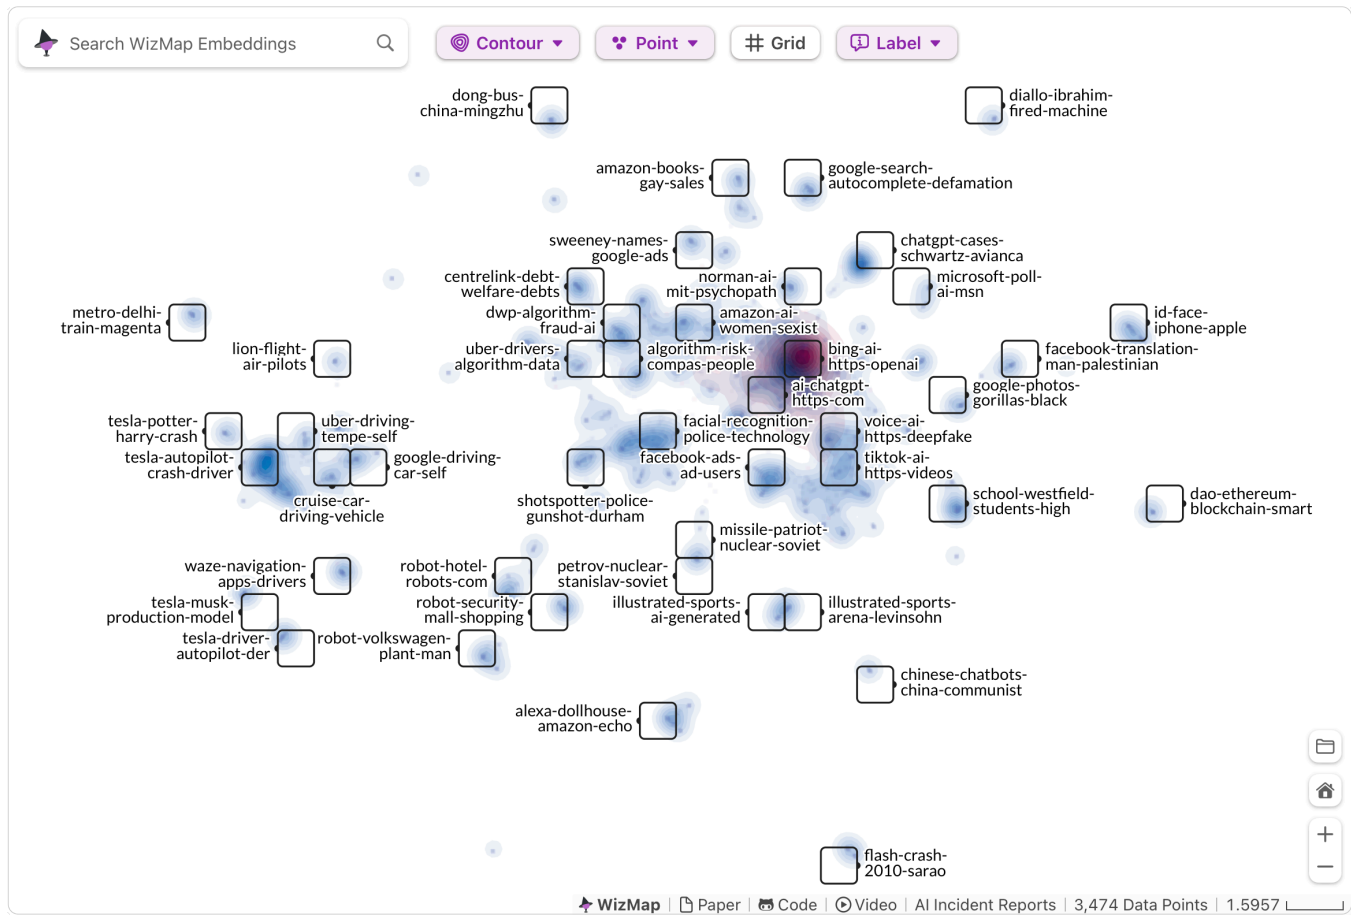 Search WizMap Embeddings
Contour
Point
Grid
Label
dong-bus-
china-mingzhu
diallo-ibrahim-
fired-machine
amazon-books-
gay-sales
google-search-
autocomplete-defamation
sweeney-names-
google-ads
chatgpt-cases-
schwartz-avianca
centrelink-debt-
welfare-debts
norman-ai-
mit-psychopath
microsoft-poll-
ai-msn
metro-delhi-
train-magenta
dwp-algorithm-
fraud-ai
amazon-ai-
women-sexist
id-face-
iphone-apple
lion-flight-
air-pilots
uber-drivers-
algorithm-data
algorithm-risk-
compas-people
bing-ai-
https-openai
facebook-translation-
man-palestinian
ai-chatgpt-
https-com
google-photos-
gorillas-black
tesla-potter-
harry-crash
uber-driving-
tempe-self
facial-recognition-
police-technology
voice-ai-
https-deepfake
tesla-autopilot-
crash-driver
google-driving-
car-self
facebook-ads-
ad-users
tiktok-ai-
https-videos
cruise-car-
driving-vehicle
shotspotter-police-
gunshot-durham
school-westfield-
students-high
dao-ethereum-
blockchain-smart
missile-patriot-
nuclear-soviet
waze-navigation-
apps-drivers
robot-hotel-
robots-com
petrov-nuclear-
stanislav-soviet
tesla-musk-
production-model
robot-security-
mall-shopping
illustrated-sports-
ai-generated
illustrated-sports-
arena-levinsohn
tesla-driver-
autopilot-der
robot-volkswagen-
plant-man
chinese-chatbots-
china-communist
alexa-dollhouse-
amazon-echo
flash-crash-
2010-sarao
WizMap | Paper | Code | Video | AI Incident Reports | 3,474 Data Points | 1.5957